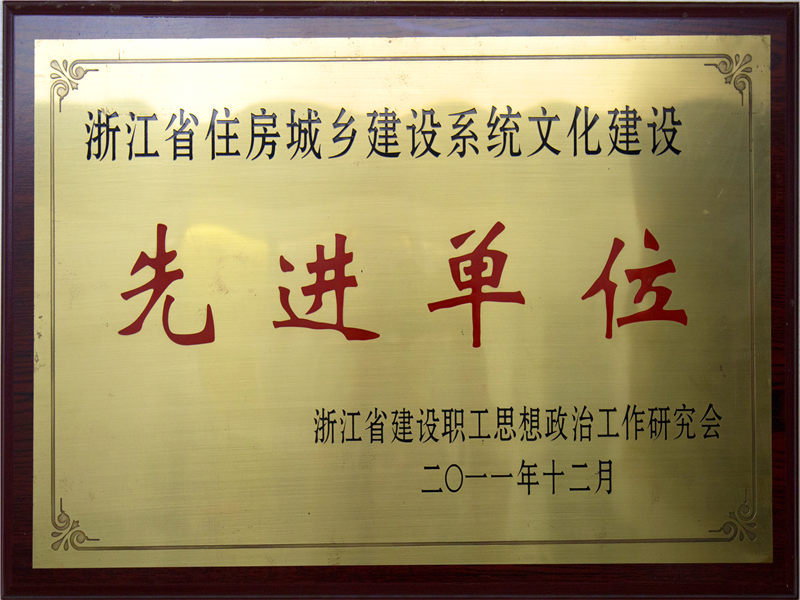 浙江省住房城乡建设系统文化建设
先进单位
浙江省建设职工思想政治工作研究会
二〇一一年十二月